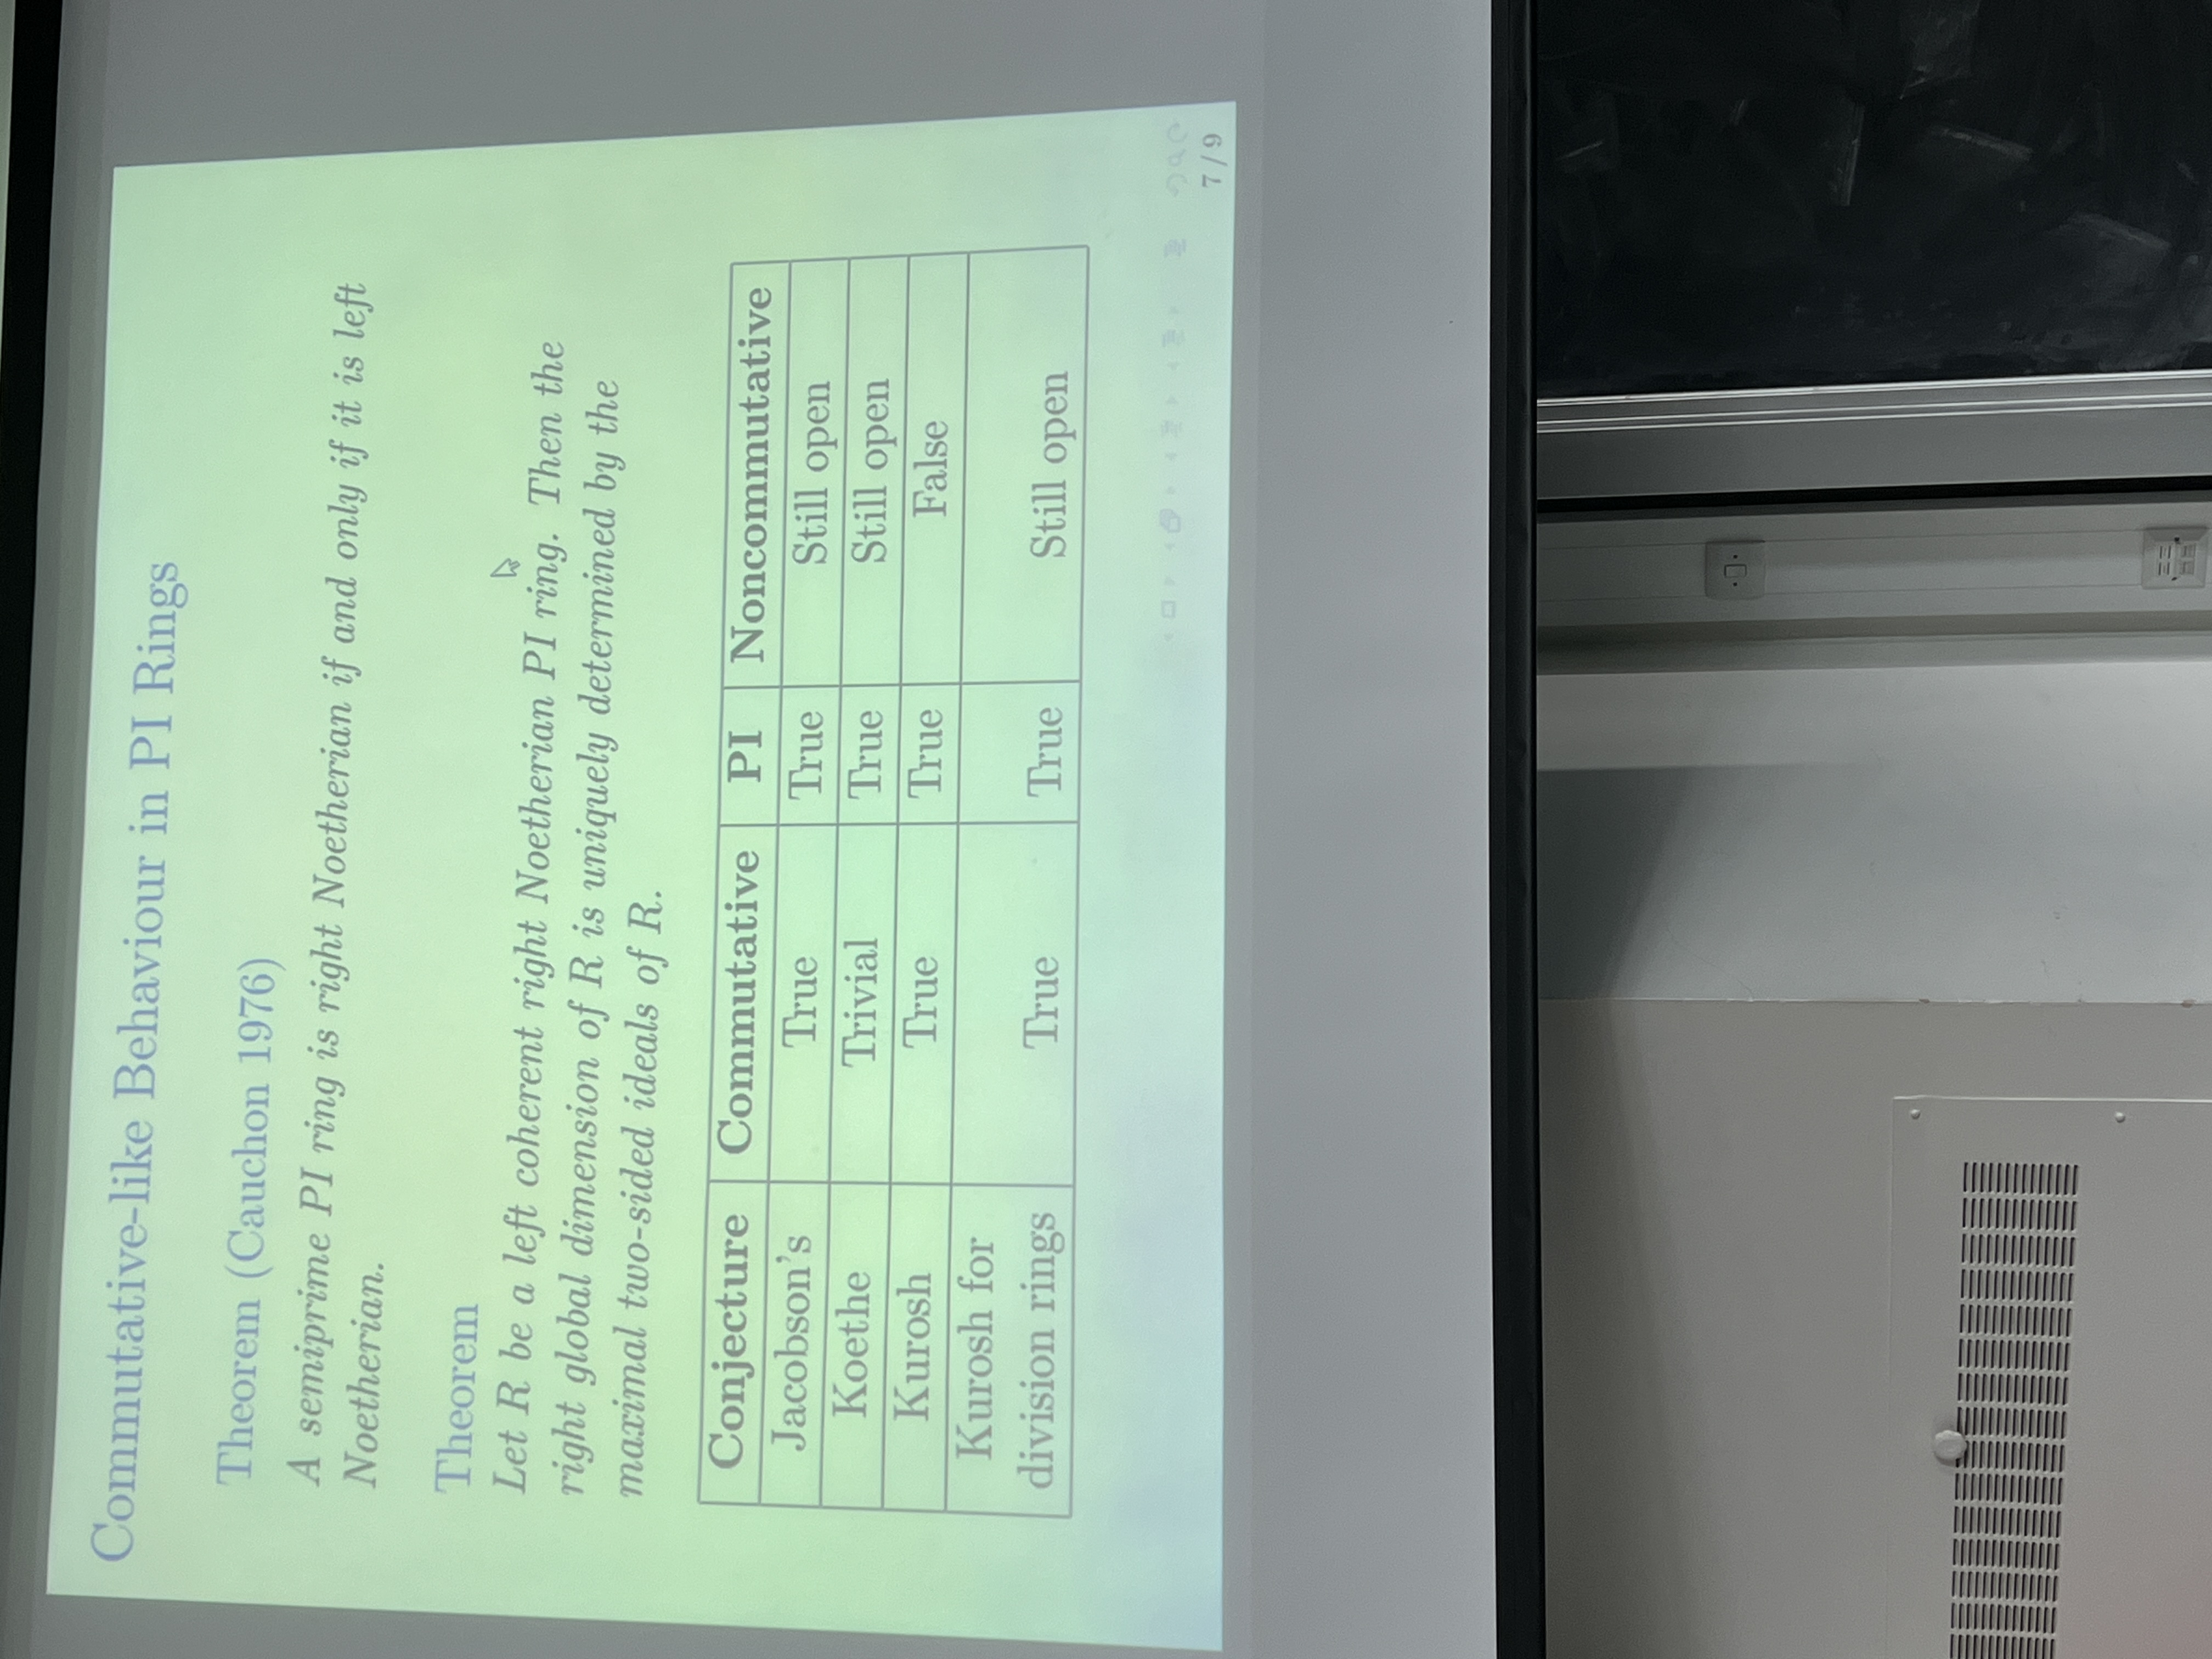 Commutative-like Behaviour in PI Rings
Theorem (Cauchon 1976)
A semiprime PI ring is right Noetherian if and only if it is left
Noetherian.
Theorem
Let R be a left coherent right Noetherian PI ring. Then the
right global dimension of R is uniquely determined by the
maximal two-sided ideals of R.
Conjecture Commutative PI Noncommutative
Jacobson's True True Still open
Koethe Trivial True Still open
Kurosh True True False
Kurosh for
division rings True True Still open
7 / 9